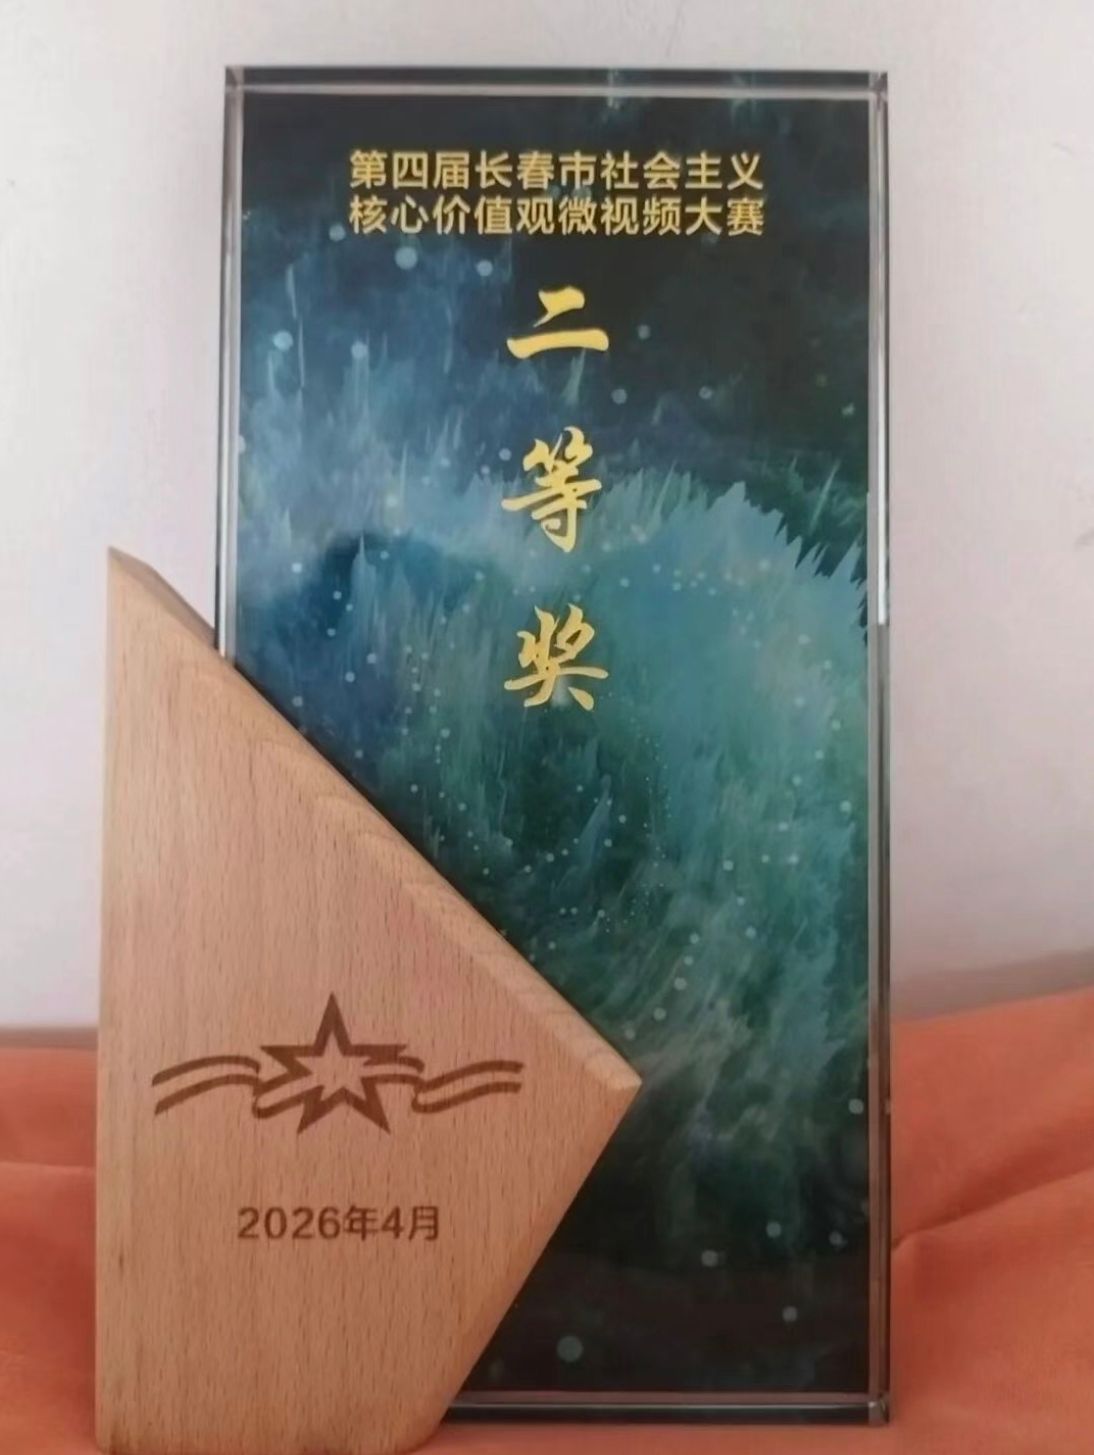 第四届长春市社会主义
核心价值观微视频大赛
二
等
奖
2026年4月